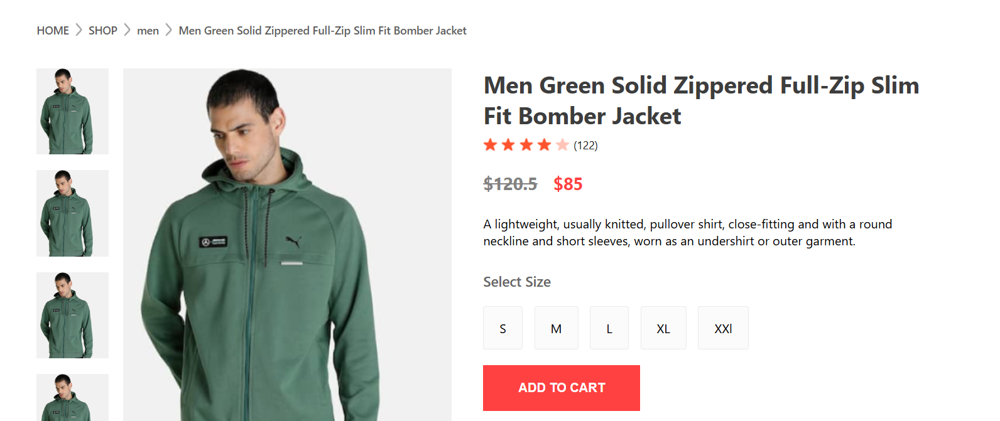 HOME > SHOP > men > Men Green Solid Zippered Full-Zip Slim Fit Bomber Jacket
Men Green Solid Zippered Full-Zip Slim
Fit Bomber Jacket
(122)
$120.5 $85
A lightweight, usually knitted, pullover shirt, close-fitting and with a round
neckline and short sleeves, worn as an undershirt or outer garment.
Select Size
S M L XL XXl
ADD TO CART